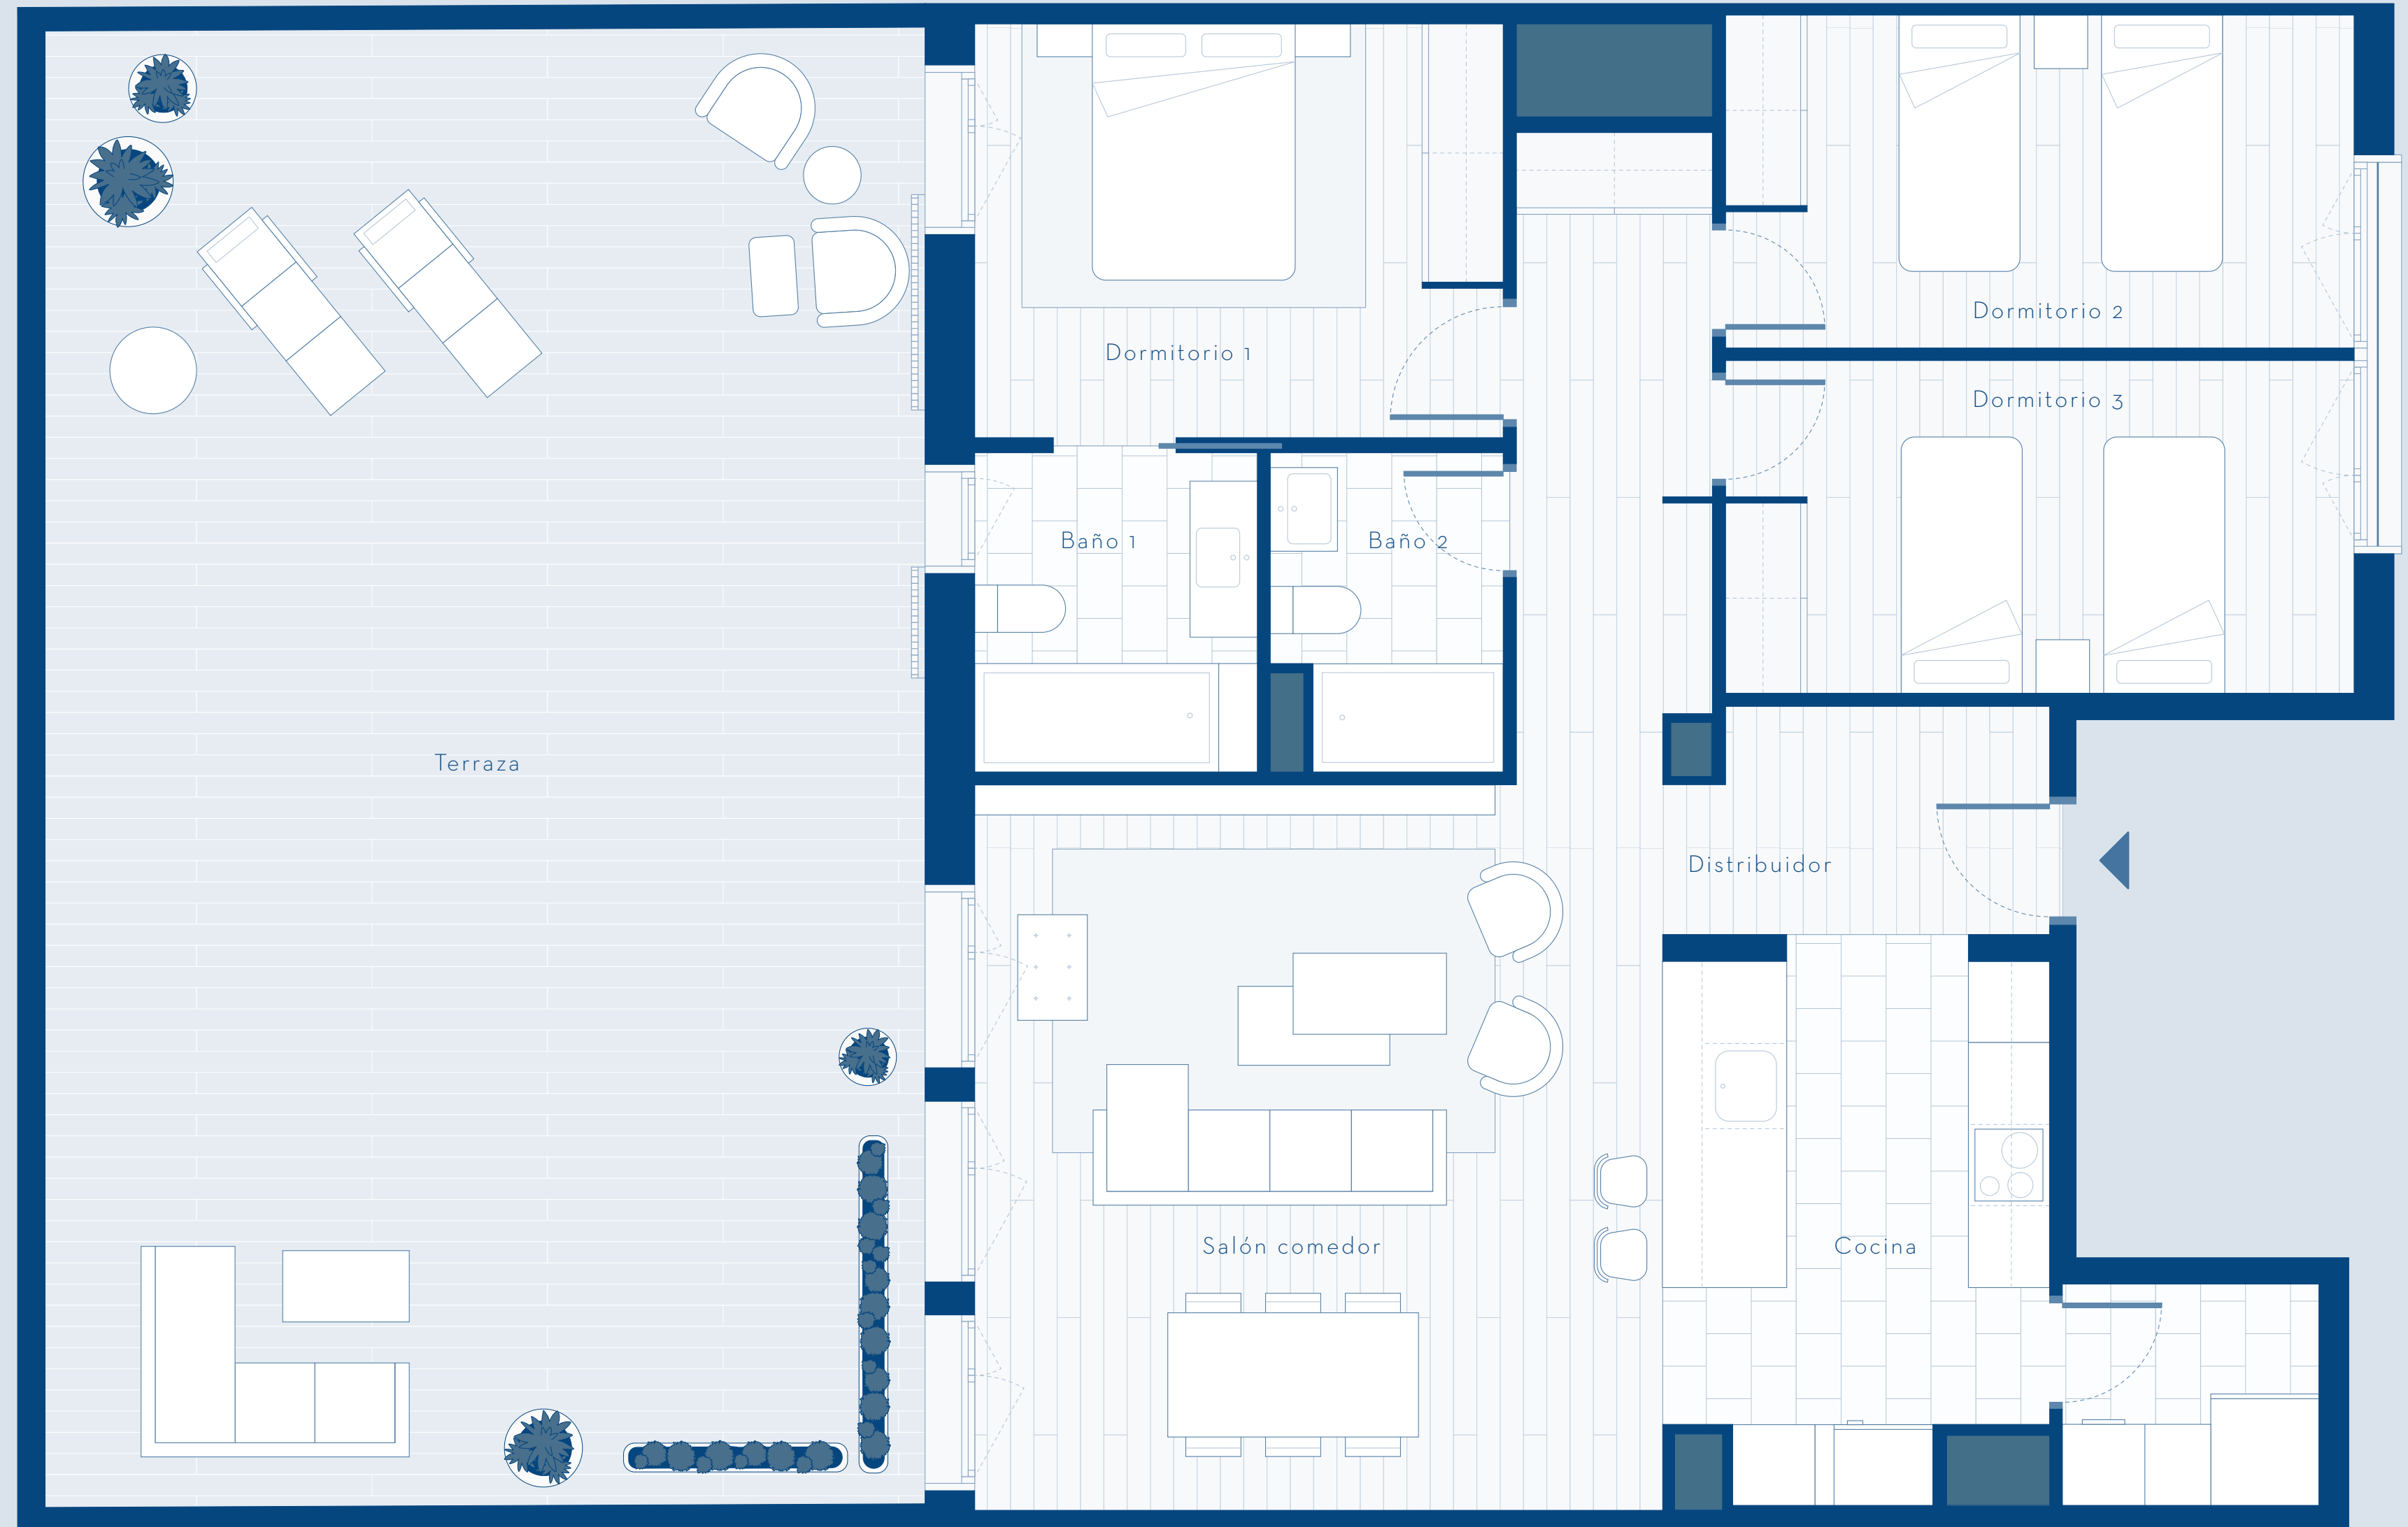 Dormitorio 1
Dormitorio 2
Dormitorio 3
Baño 1
Baño 2
Terraza
Distribuidor
Salón comedor
Cocina